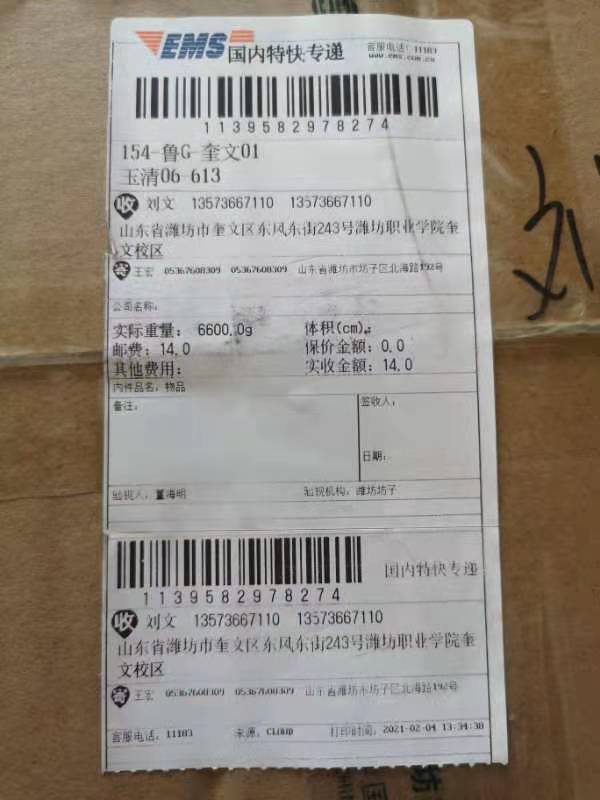 EMS 国内特快专递 客服电话：11183
www.ems.com.cn
11395829782​74
154-鲁G-奎文01
玉清06-613
收 刘文 13573667110 13573667110
山东省潍坊市奎文区东风东街243号潍坊职业学院奎
文校区
寄 王宏 05367608309 05367608309 山东省潍坊市坊子区北海路192号
公司名称：
实际重量： 6600.0g 体积(cm)：
邮费：14.0 保价金额：0.0
其他费用： 实收金额：14.0
内件品名：物品
备注： 签收人：
日期：
验视人：董海明 验视机构：潍坊坊子
国内特快专递
1139582978274
收 刘文 13573667110 13573667110
山东省潍坊市奎文区东风东街243号潍坊职业学院奎
文校区
寄 王宏 05367608309 05367608309 山东省潍坊市坊子区北海路192号
客服电话：11183 来源：CLOUD 打印时间：2021-02-04 13:34:38